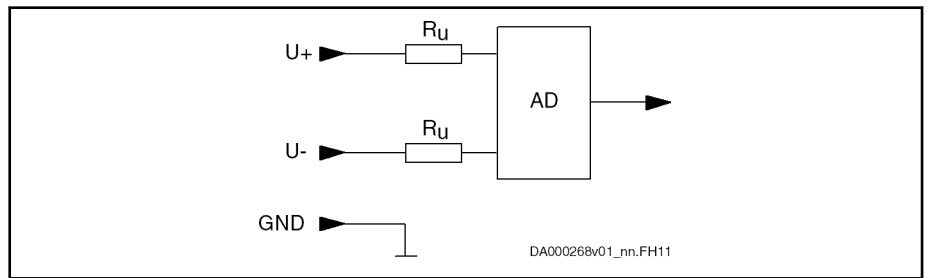 Ru
U+
AD
Ru
U-
GND
DA000268v01_nn.FH11